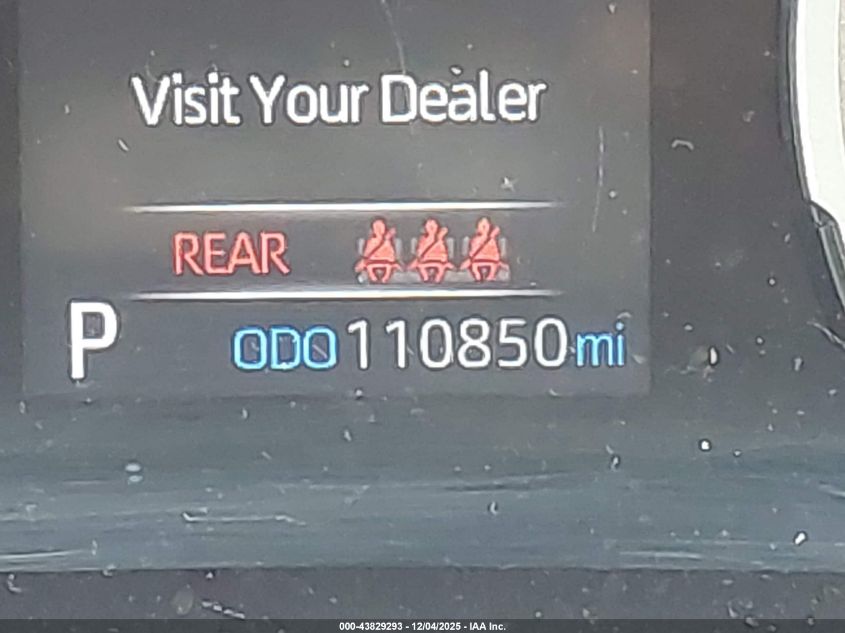 Visit Your Dealer
REAR
P ODO 110850 mi
000-43829293 - 12/04/2025 - IAA Inc.